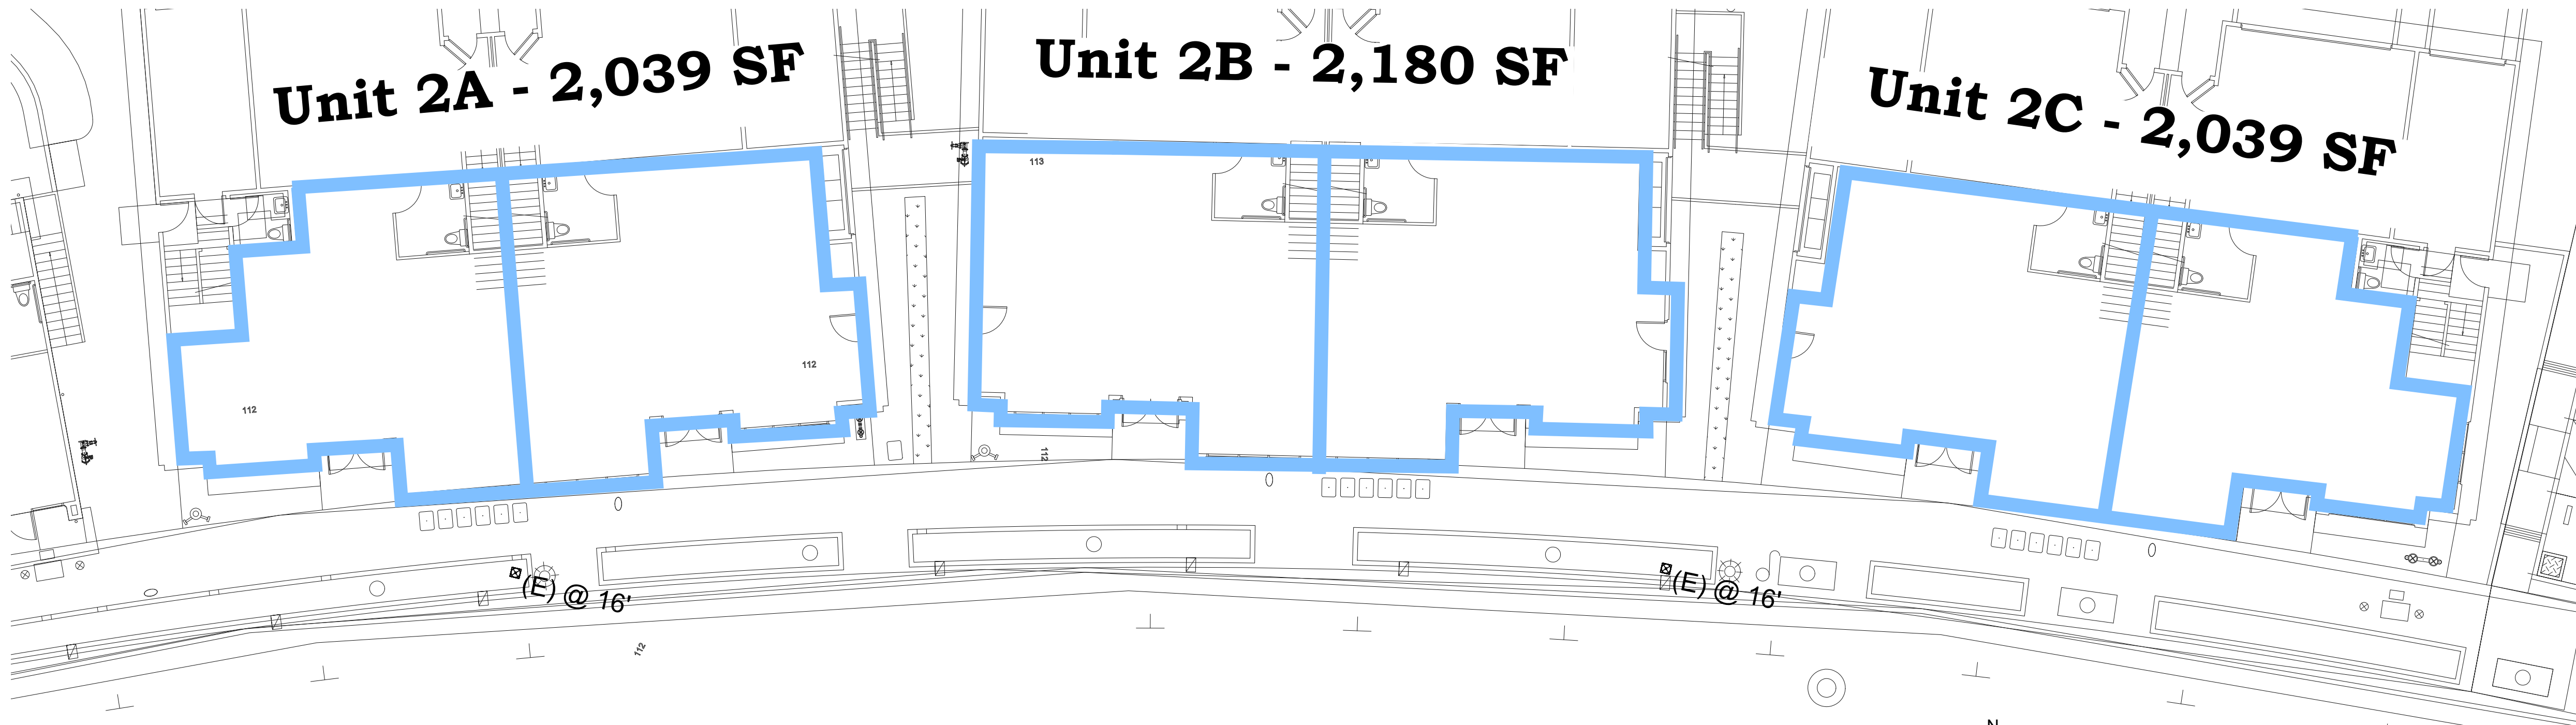 Unit 2A - 2,039 SF
Unit 2B - 2,180 SF
Unit 2C - 2,039 SF
113
112
112
112
(E) @ 16'
(E) @ 16'
112
N